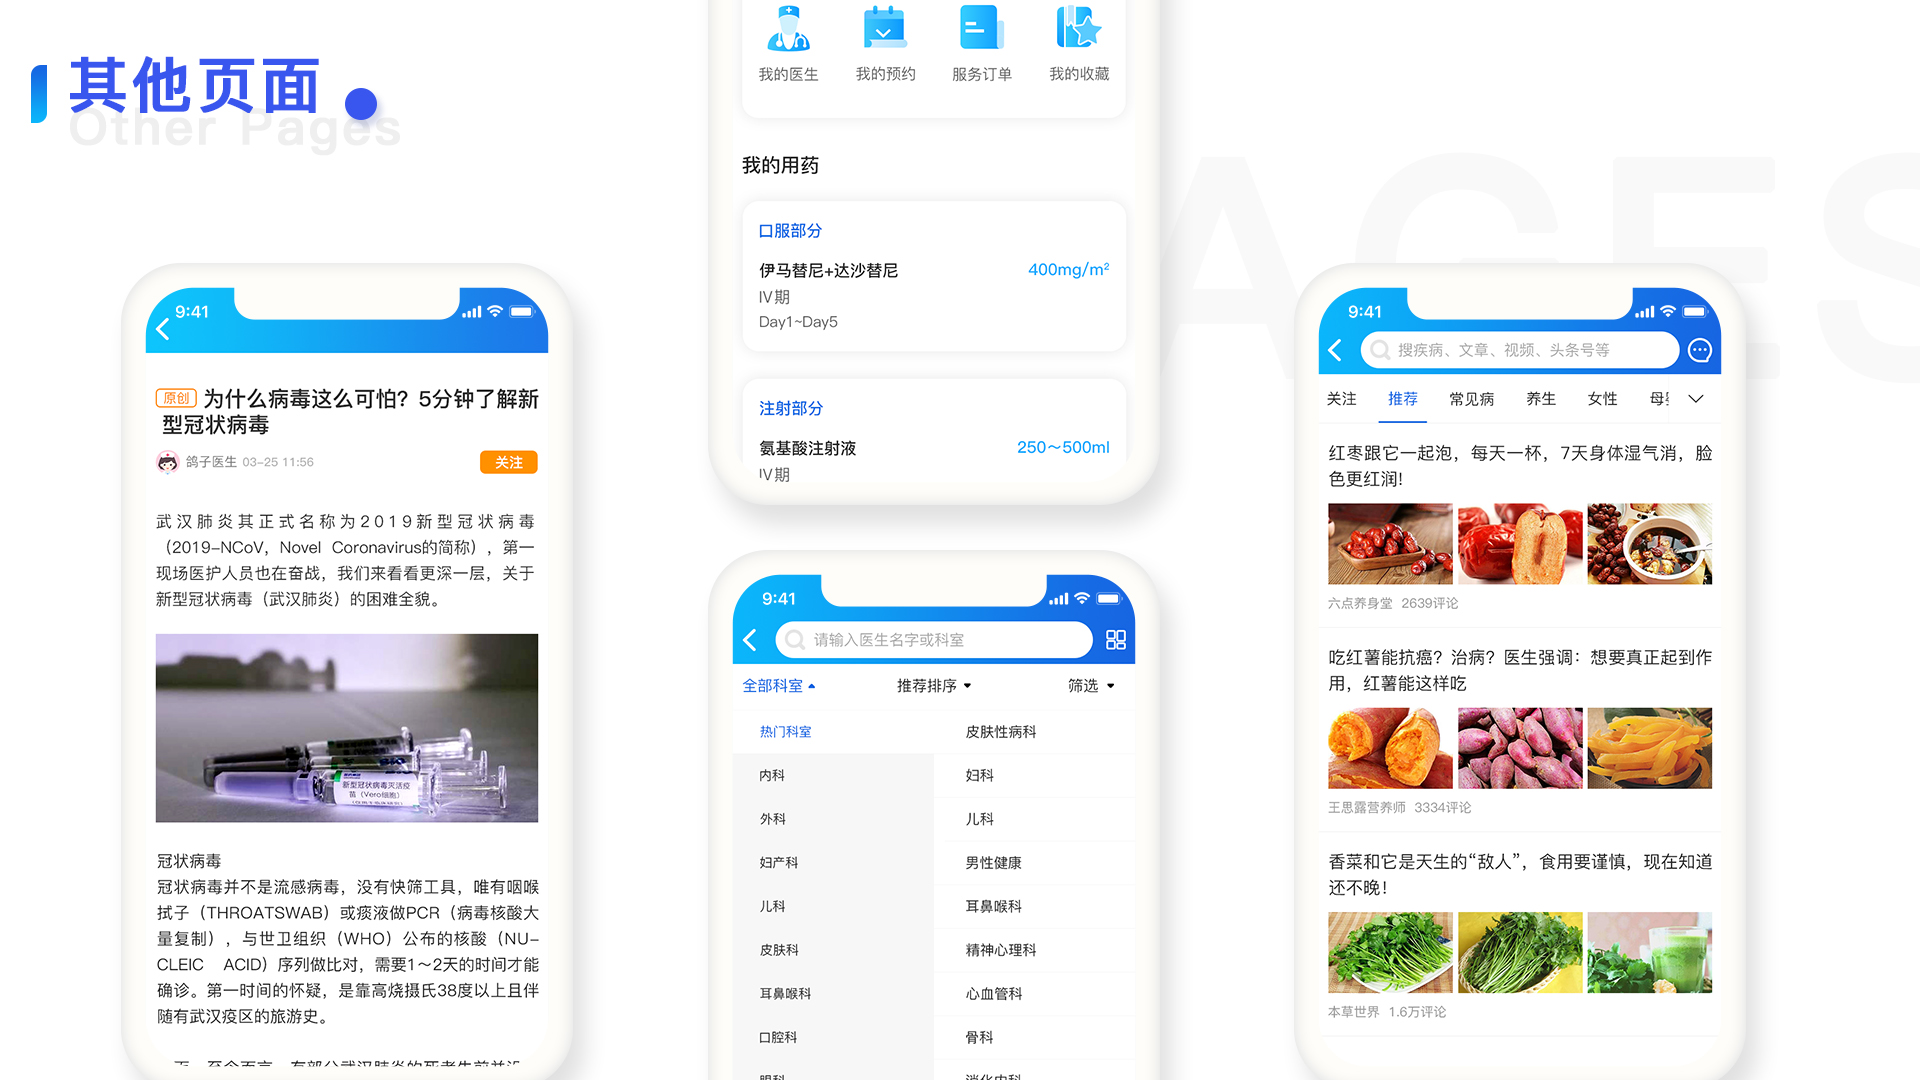 其他页面
Other Pages
AGES
9:41
原创 为什么病毒这么可怕？5分钟了解新
型冠状病毒
鸽子医生 03-25 11:56
关注
武汉肺炎其正式名称为2019新型冠状病毒
（2019-NCoV，Novel Coronavirus的简称），第一
现场医护人员也在奋战，我们来看看更深一层，关于
新型冠状病毒（武汉肺炎）的困难全貌。
新型冠状病毒灭活疫
苗（Vero细胞）
冠状病毒
冠状病毒并不是流感病毒，没有快筛工具，唯有咽喉
拭子（THROATSWAB）或痰液做PCR（病毒核酸大
量复制），与世卫组织（WHO）公布的核酸（NU-
CLEIC ACID）序列做比对，需要1～2天的时间才能
确诊。第一时间的怀疑，是靠高烧摄氏38度以上且伴
随有武汉疫区的旅游史。
我的医生
我的预约
服务订单
我的收藏
我的用药
口服部分
伊马替尼+达沙替尼 400mg/m²
IV期
Day1~Day5
注射部分
氨基酸注射液 250～500ml
IV期
9:41
请输入医生名字或科室
全部科室 推荐排序 筛选
热门科室 皮肤性病科
内科 妇科
外科 儿科
妇产科 男性健康
儿科 耳鼻喉科
皮肤科 精神心理科
耳鼻喉科 心血管科
口腔科 骨科
眼科 消化内科
9:41
搜疾病、文章、视频、头条号等
关注 推荐 常见病 养生 女性 母
红枣跟它一起泡，每天一杯，7天身体湿气消，脸
色更红润!
六点养身堂 2639评论
吃红薯能抗癌？治病？医生强调：想要真正起到作
用，红薯能这样吃
王思露营养师 3334评论
香菜和它是天生的“敌人”，食用要谨慎，现在知道
还不晚！
本草世界 1.6万评论